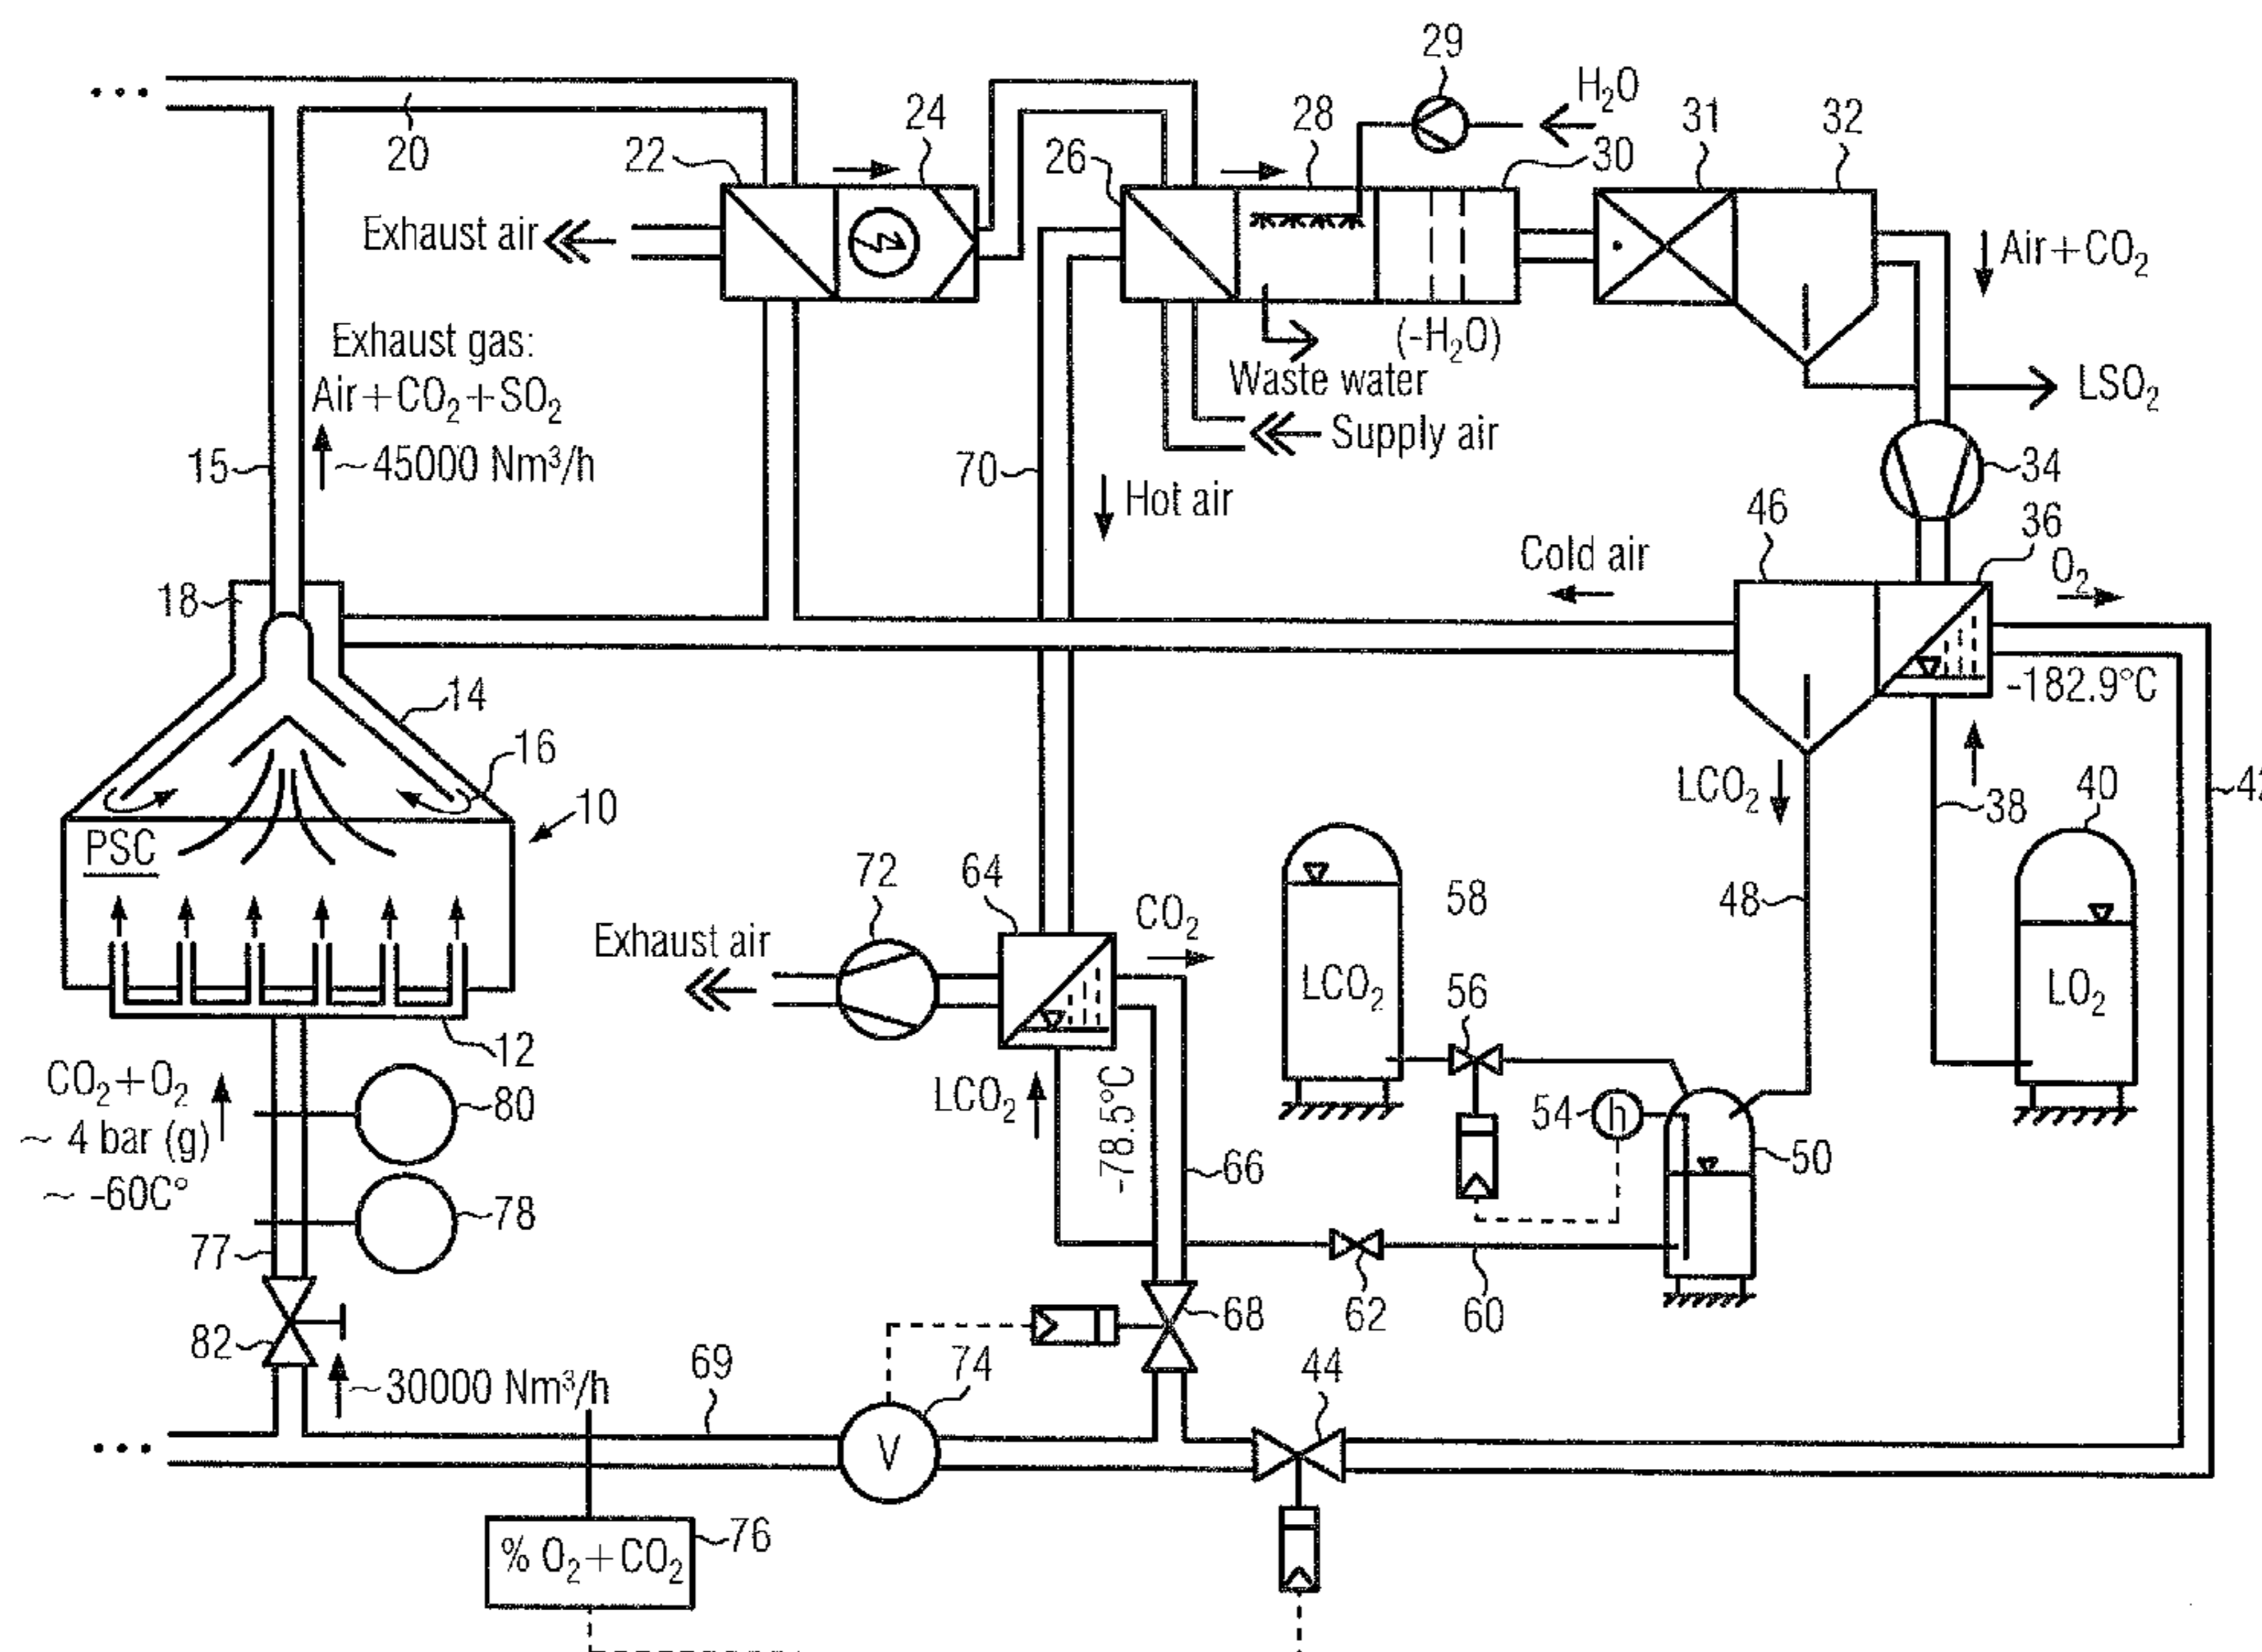 29
H₂O
20
22
24
26
28
30
31
32
Exhaust air
Air+CO₂
(-H₂O)
Waste water
Supply air
LSO₂
Exhaust gas:
Air+CO₂+SO₂
~45000 Nm³/h
15
70
Hot air
34
46
36
Cold air
O₂
18
-182.9°C
14
16
10
PSC
LCO₂
42
40
38
72
64
58
48
CO₂
Exhaust air
LCO₂
56
LO₂
12
CO₂+O₂
80
~ 4 bar (g)
~ -60C°
78
LCO₂
-78.5°C
54
h
50
66
77
82
62
60
68
~30000 Nm³/h
69
74
44
V
% O₂+CO₂
76